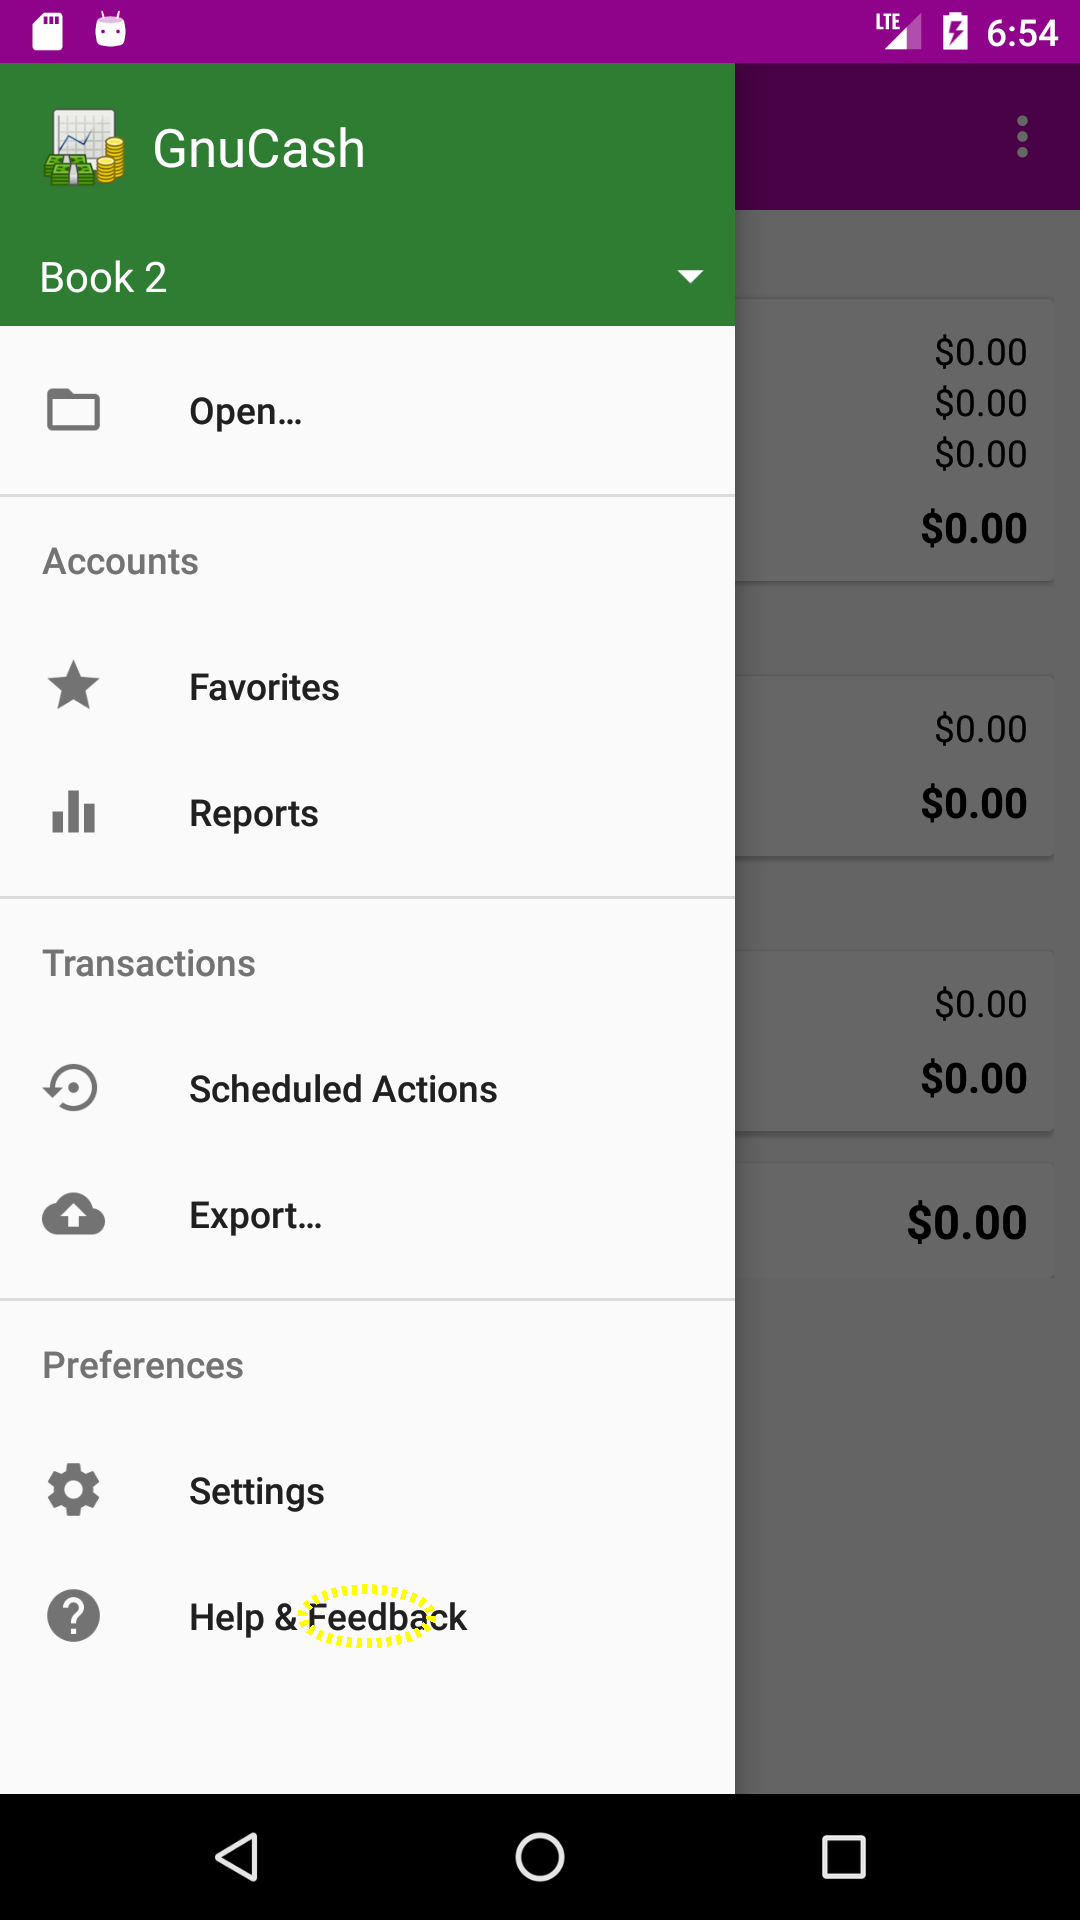 LTE 6:54
GnuCash
Book 2
Open...
Accounts
Favorites
Reports
Transactions
Scheduled Actions
Export...
Preferences
Settings
Help & Feedback
$0.00
$0.00
$0.00
$0.00
$0.00
$0.00
$0.00
$0.00
$0.00